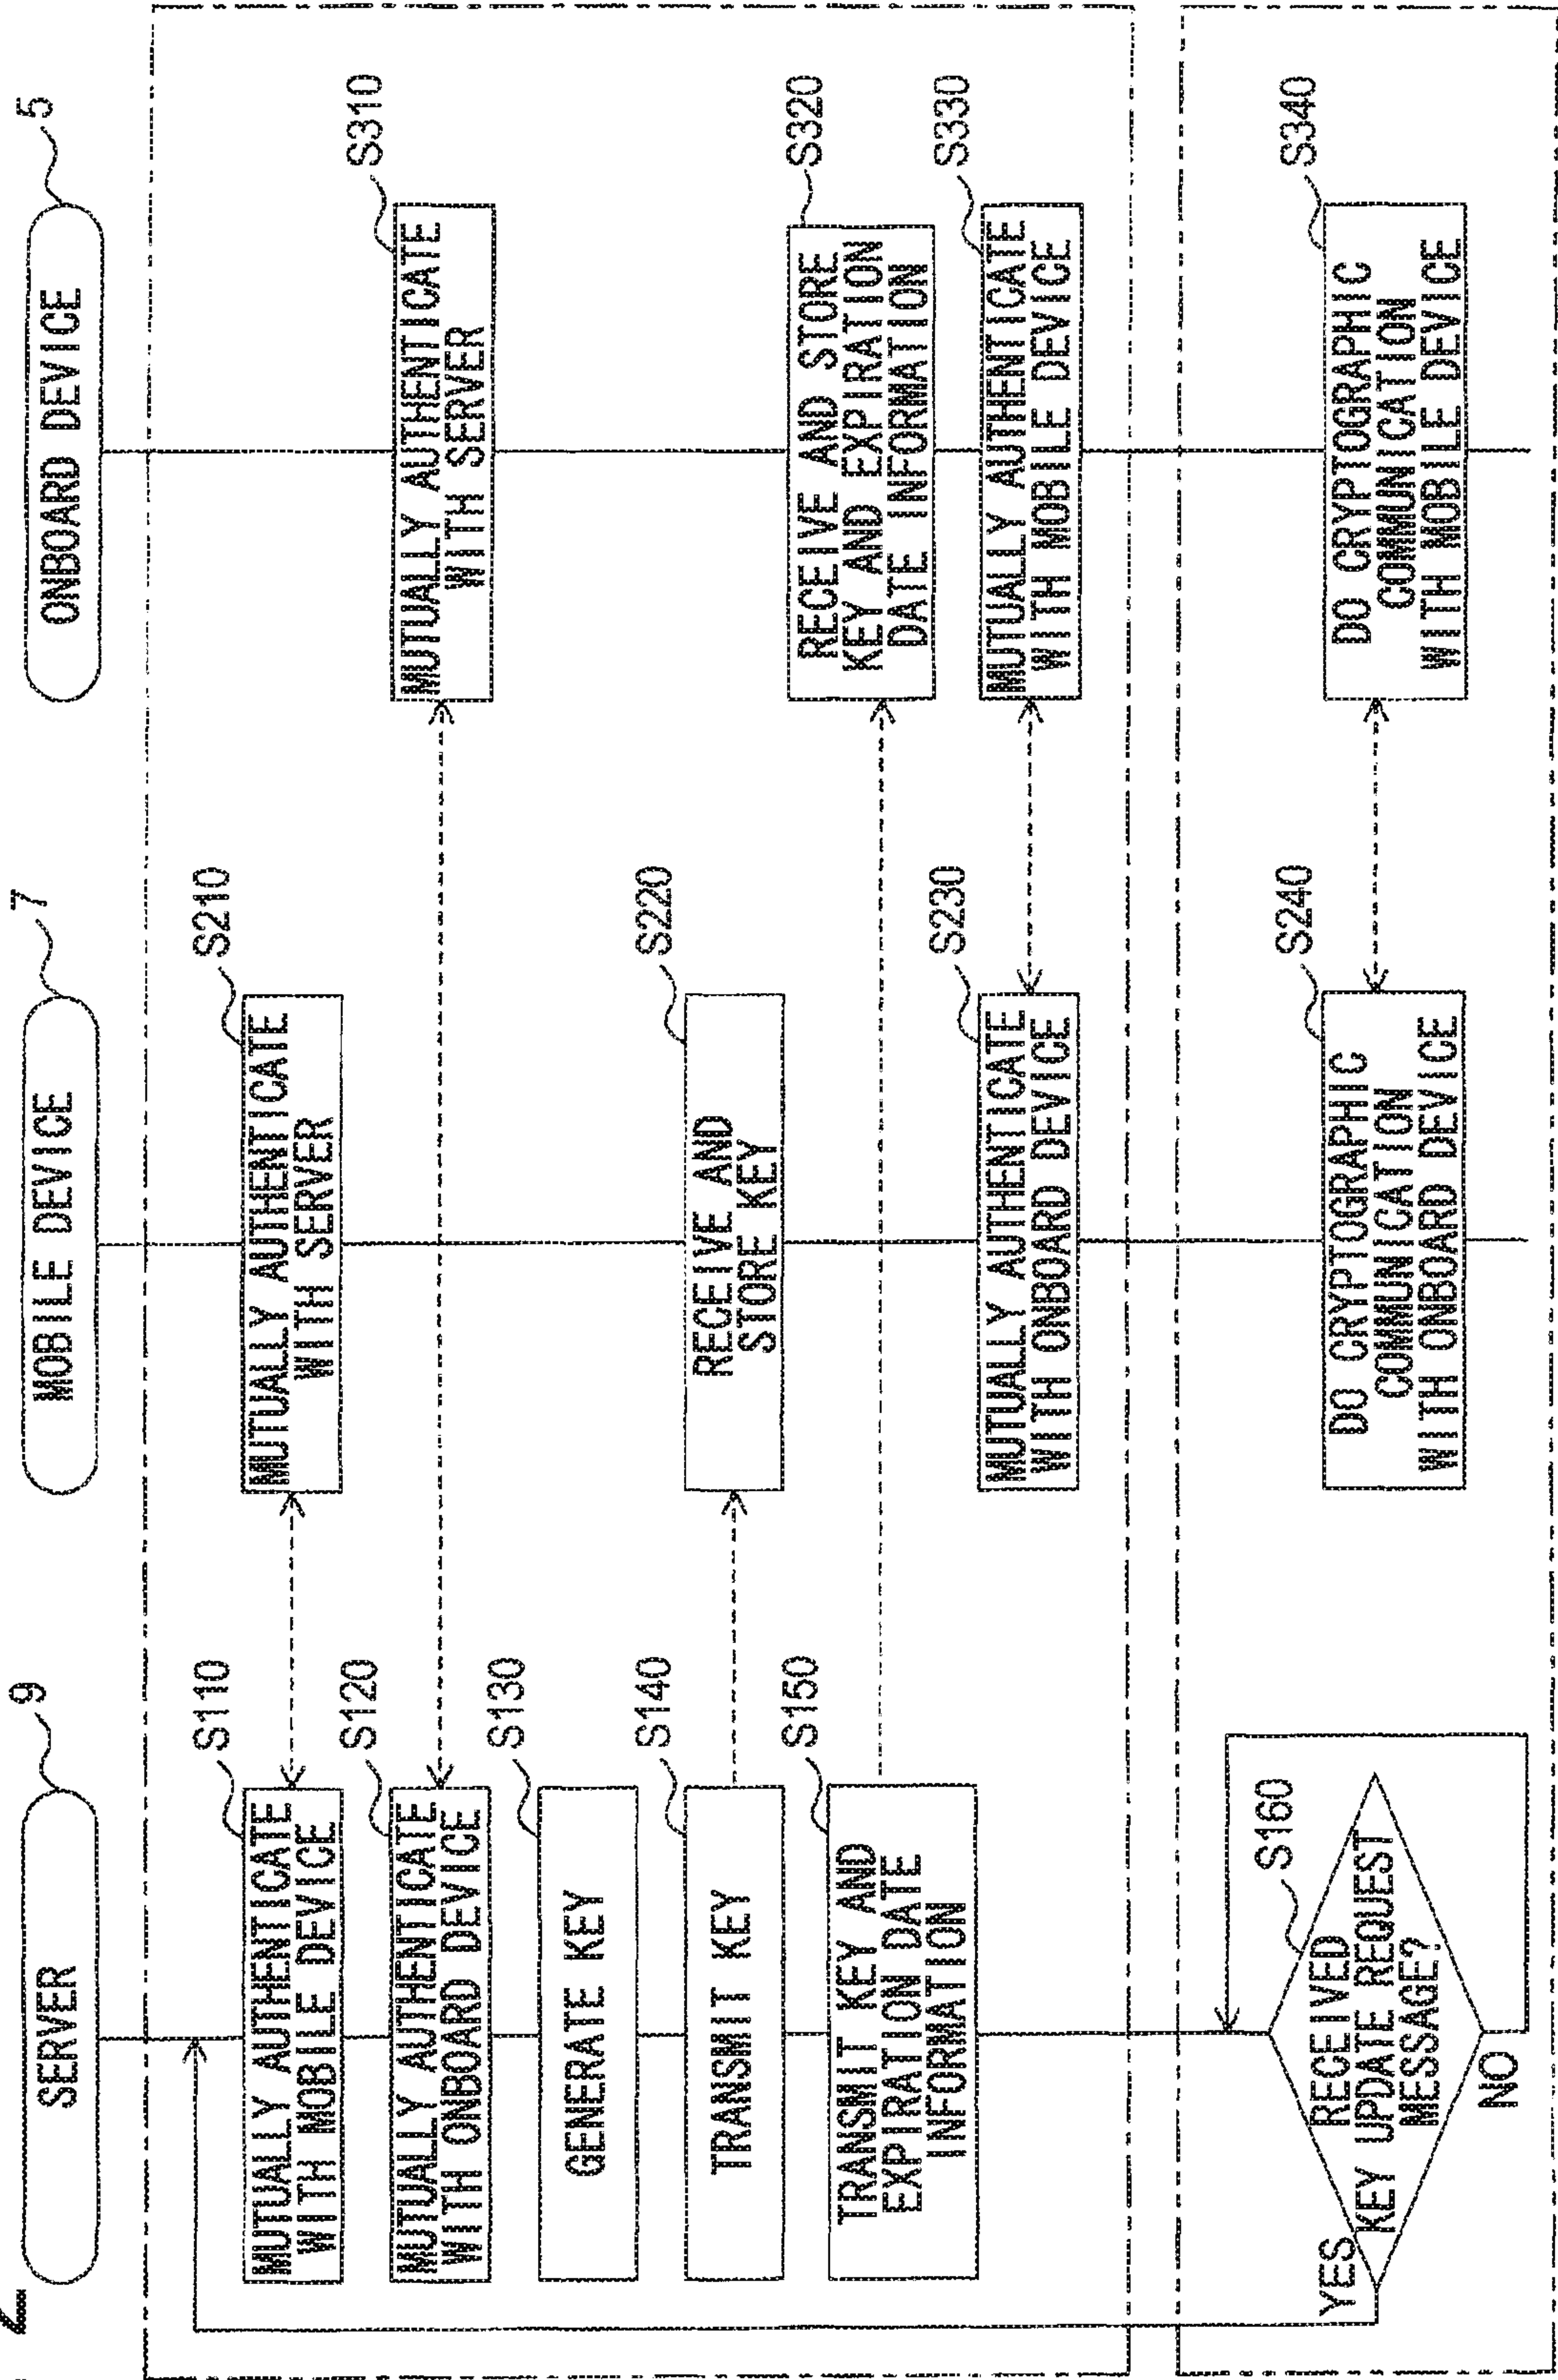 2
SERVER
9
MOBILE DEVICE
7
ONBOARD DEVICE
5
S110
MUTUALLY AUTHENTICATE
WITH MOBILE DEVICE
S210
MUTUALLY AUTHENTICATE
WITH SERVER
S120
MUTUALLY AUTHENTICATE
WITH ONBOARD DEVICE
S310
MUTUALLY AUTHENTICATE
WITH SERVER
S130
GENERATE KEY
S140
TRANSMIT KEY
S220
RECEIVE AND
STORE KEY
S150
TRANSMIT KEY AND
EXPIRATION DATE
INFORMATION
S320
RECEIVE AND STORE
KEY AND EXPIRATION
DATE INFORMATION
S230
MUTUALLY AUTHENTICATE
WITH ONBOARD DEVICE
S330
MUTUALLY AUTHENTICATE
WITH MOBILE DEVICE
S160
RECEIVED
KEY UPDATE REQUEST
MESSAGE?
YES
NO
S240
DO CRYPTOGRAPHIC
COMMUNICATION
WITH ONBOARD DEVICE
S340
DO CRYPTOGRAPHIC
COMMUNICATION
WITH MOBILE DEVICE